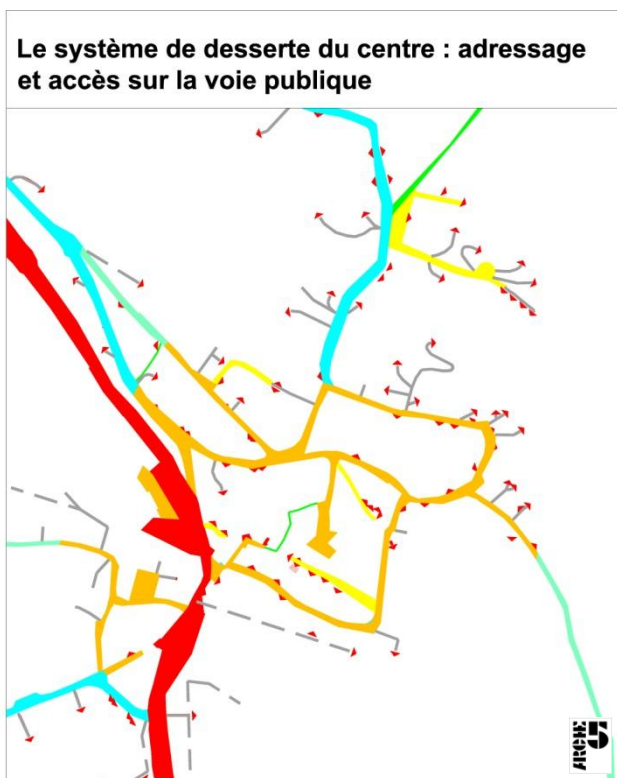 Le système de desserte du centre : adressage
et accès sur la voie publique
ARCHE
5